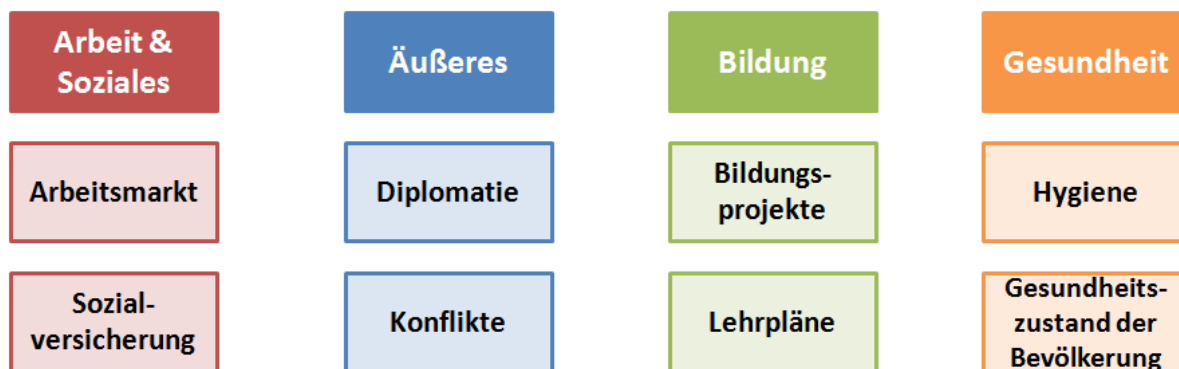 Arbeit &
Soziales
Äußeres
Bildung
Gesundheit
Arbeitsmarkt
Diplomatie
Bildungs-
projekte
Hygiene
Sozial-
versicherung
Konflikte
Lehrpläne
Gesundheits-
zustand der
Bevölkerung